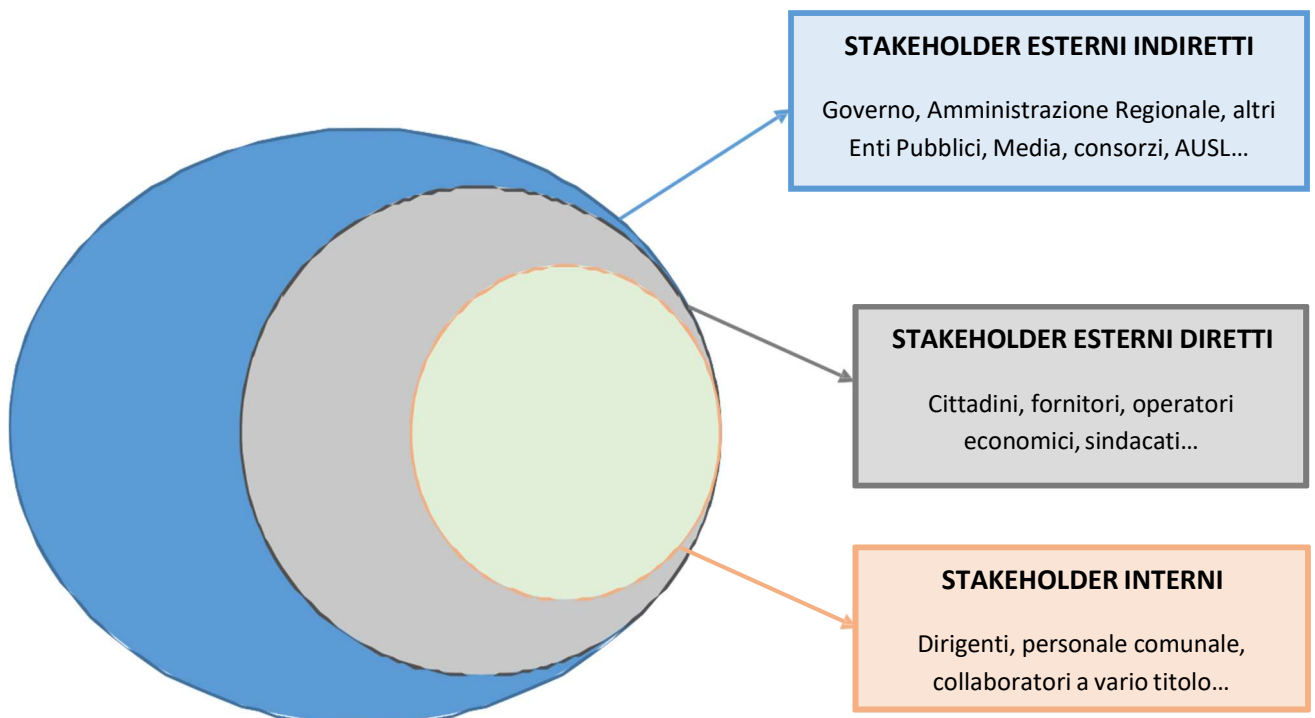 STAKEHOLDER ESTERNI INDIRETTI
Governo, Amministrazione Regionale, altri
Enti Pubblici, Media, consorzi, AUSL…
STAKEHOLDER ESTERNI DIRETTI
Cittadini, fornitori, operatori
economici, sindacati…
STAKEHOLDER INTERNI
Dirigenti, personale comunale,
collaboratori a vario titolo…